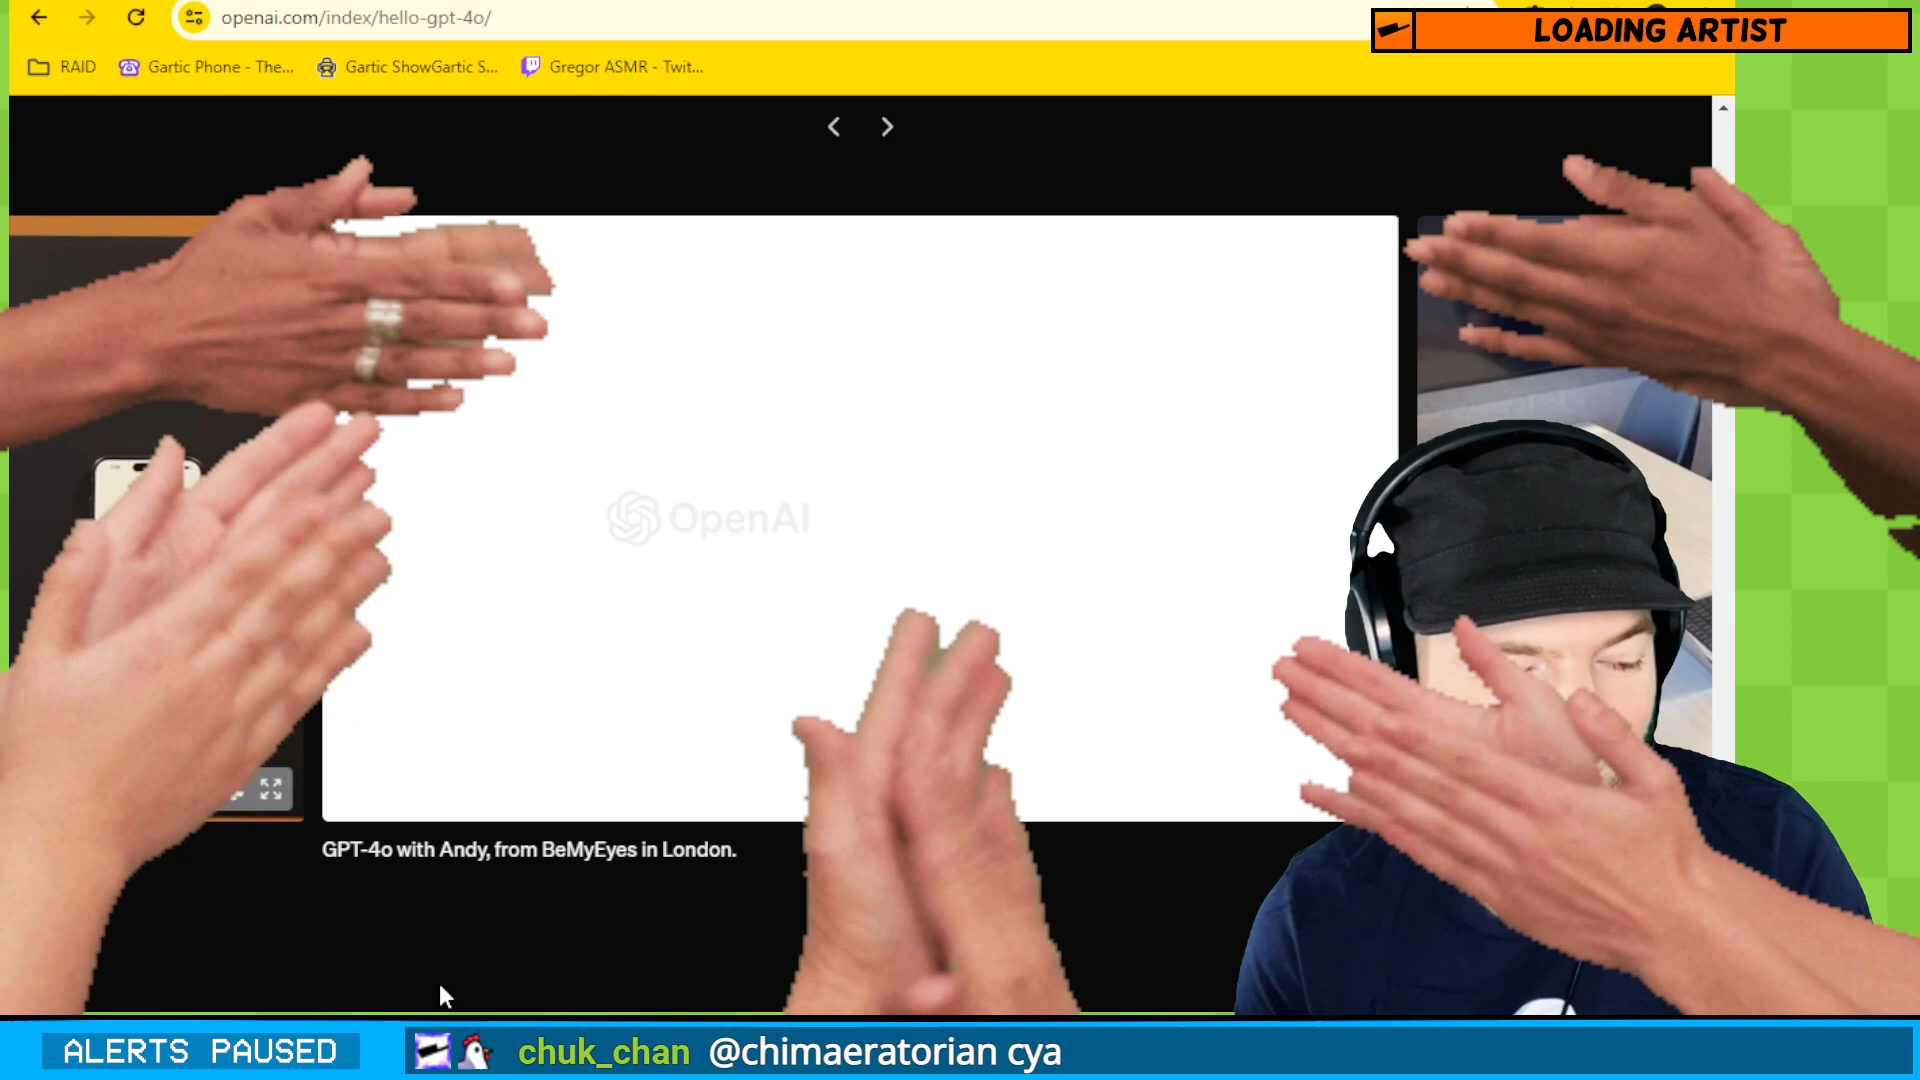 openai.com/index/hello-gpt-4o/
LOADING ARTIST
RAID
Gartic Phone - The...
Gartic ShowGartic S...
Gregor ASMR - Twit...
OpenAI
GPT-4o with Andy, from BeMyEyes in London.
ALERTS PAUSED
chuk_chan @chimaeratorian cya